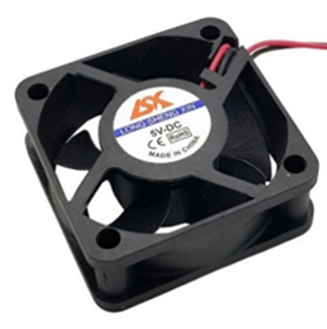 LSK
LONG SHENG XIN
5V-DC
CE RoHS
MADE IN CHINA